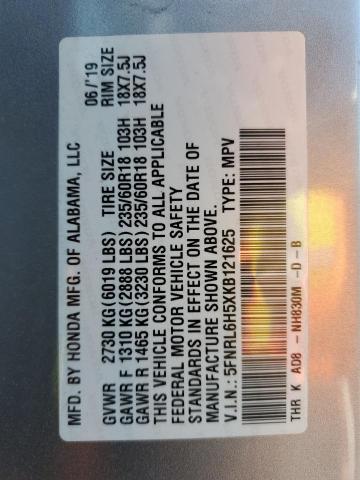 MFD. BY HONDA MFG. OF ALABAMA, LLC 06/'19
GVWR 2730 KG (6019 LBS) TIRE SIZE RIM SIZE
GAWR F 1310 KG (2888 LBS) 235/60R18 103H 18X7.5J
GAWR R 1465 KG (3230 LBS) 235/60R18 103H 18X7.5J
THIS VEHICLE CONFORMS TO ALL APPLICABLE
FEDERAL MOTOR VEHICLE SAFETY
STANDARDS IN EFFECT ON THE DATE OF
MANUFACTURE SHOWN ABOVE.
V.I.N.: 5FNRL6H5XKB121625 TYPE: MPV
THR K AD8 - NH830M -D - B